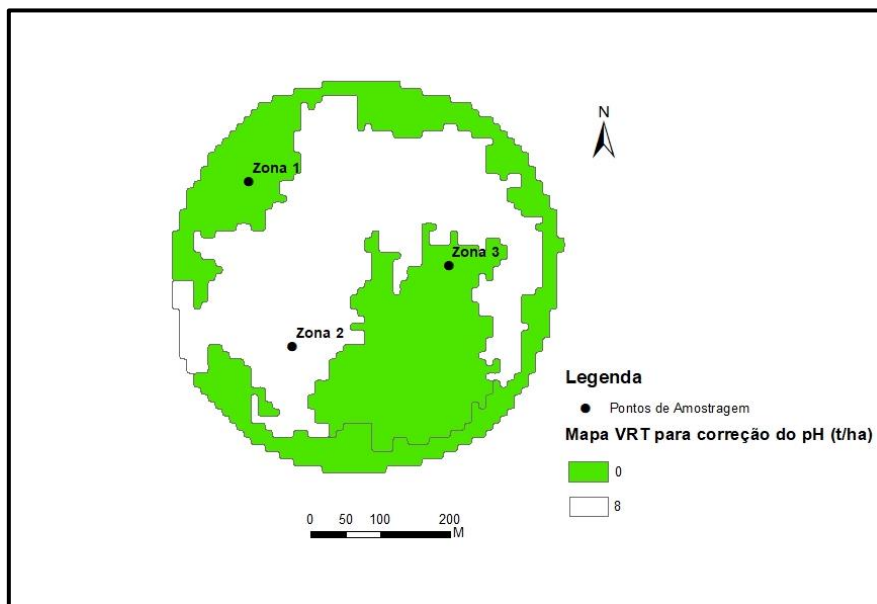 N
Zona 1
Zona 3
Zona 2
Legenda
Pontos de Amostragem
Mapa VRT para correção do pH (t/ha)
0
8
0 50 100 200
M